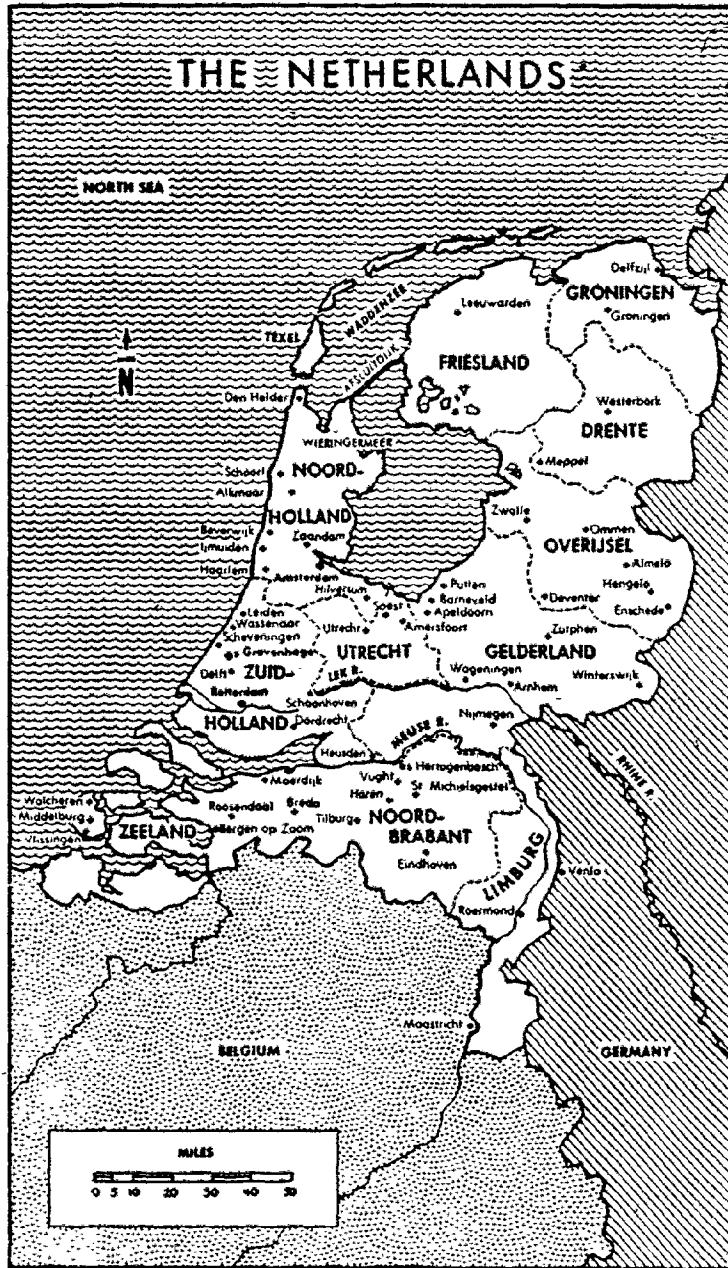 THE NETHERLANDS
NORTH SEA
Delfzijl
GRONINGEN
Groningen
Leeuwarden
WADDENZEE
TEXEL
AFSLUITDIJK
FRIESLAND
N
Den Helder
Westerbork
DRENTE
WIERINGERMEER
Meppel
Schoorl
NOORD-
Alkmaar
HOLLAND
Zwolle
Ommen
Beverwijk
Zaandam
OVERIJSEL
Ijmuiden
Almelo
Haarlem
Amsterdam
Hilversum
Putten
Hengelo
Barneveld
Deventer
Soest
Apeldoorn
Enschede
Leiden
Amersfoort
Wassenaar
Utrecht
Zutphen
Scheveningen
UTRECHT
GELDERLAND
s Gravenhage
ZUID-
LEK R.
Delft
Wageningen
Winterswijk
Arnhem
Rotterdam
Schoonhoven
HOLLAND
Dordrecht
MEUSE R.
Nijmegen
Heusden
RHINE R.
s Hertogenbosch
Moerdijk
Vught
St
Michielsgestel
Walcheren
Haren
Roosendaal
Breda
Middelburg
Tilburg
NOORD-
ZEELAND
Bergen op Zoom
BRABANT
Vlissingen
Eindhoven
LIMBURG
Venlo
Roermond
Maastricht
BELGIUM
GERMANY
MILES
0 5 10 20 30 40 50